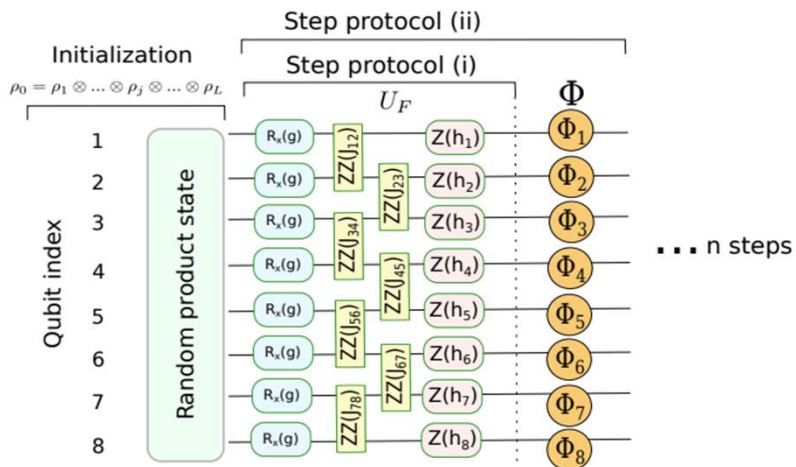 Step protocol (ii)
Initialization
Step protocol (i)
ρ₀ = ρ₁ ⊗ ... ⊗ ρⱼ ⊗ ... ⊗ ρ_L
U_F
Φ
Qubit index
Random product state
1 Rₓ(g) ZZ(J₁₂) Z(h₁) Φ₁
2 Rₓ(g) ZZ(J₂₃) Z(h₂) Φ₂
3 Rₓ(g) ZZ(J₃₄) Z(h₃) Φ₃
4 Rₓ(g) ZZ(J₄₅) Z(h₄) Φ₄
5 Rₓ(g) ZZ(J₅₆) Z(h₅) Φ₅
6 Rₓ(g) ZZ(J₆₇) Z(h₆) Φ₆
7 Rₓ(g) ZZ(J₇₈) Z(h₇) Φ₇
8 Rₓ(g) Z(h₈) Φ₈
... n steps